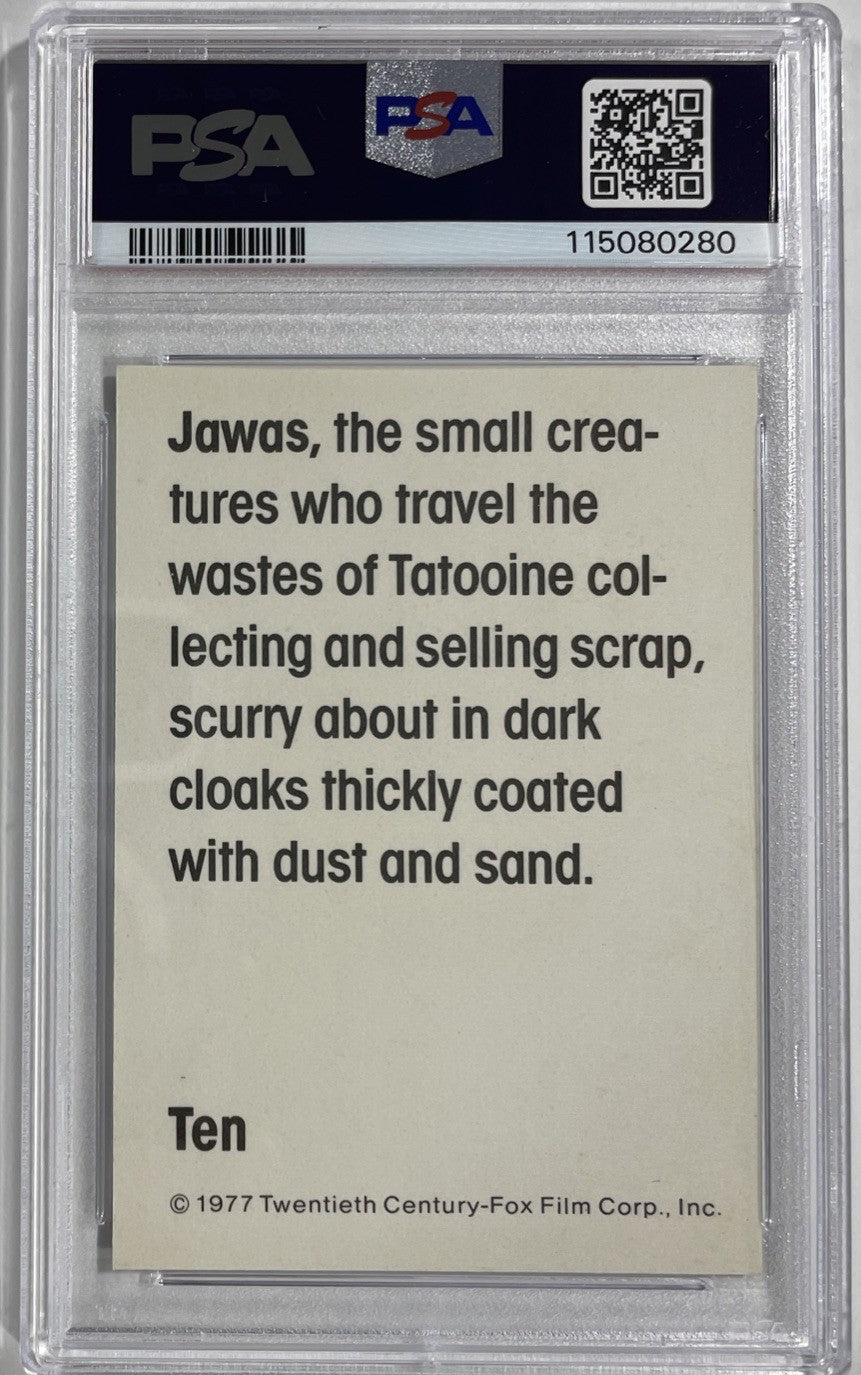 PSA
PSA
115080280
Jawas, the small crea-
tures who travel the
wastes of Tatooine col-
lecting and selling scrap,
scurry about in dark
cloaks thickly coated
with dust and sand.
Ten
© 1977 Twentieth Century-Fox Film Corp., Inc.